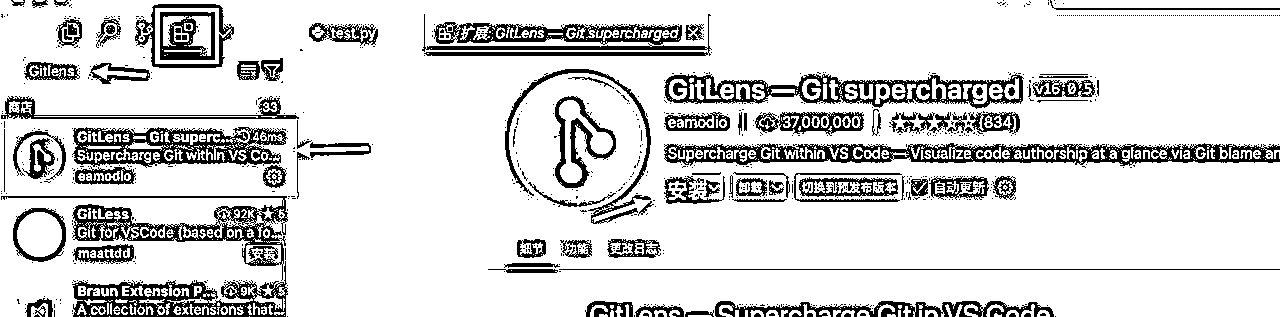 test.py
扩展: GitLens — Git supercharged
Gitlens
商店
33
GitLens — Git superc... 46ms
Supercharge Git within VS Co...
eamodio
GitLess 92K ★ 5
Git for VSCode (based on a fo...
maattdd
安装
Braun Extension P... 9K ★ 5
A collection of extensions that...
GitLens — Git supercharged v16.0.5
eamodio | 37,000,000 | ★★★★☆ (834)
Supercharge Git within VS Code — Visualize code authorship at a glance via Git blame an
安装 卸载 切换到预发布版本 自动更新
细节 功能 更改日志
GitLens — Supercharge Git in VS Code